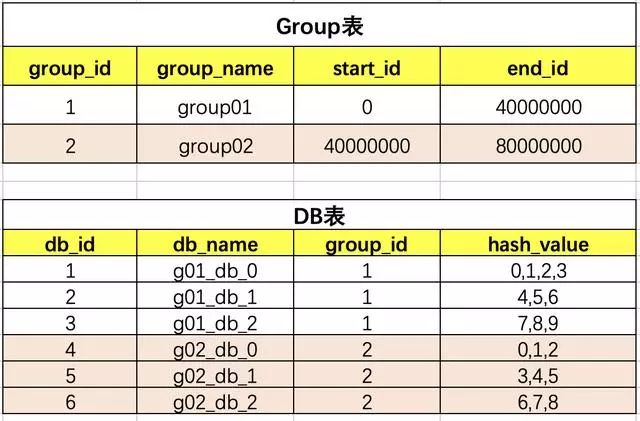 Group表
group_id group_name start_id end_id
1 group01 0 40000000
2 group02 40000000 80000000
DB表
db_id db_name group_id hash_value
1 g01_db_0 1 0,1,2,3
2 g01_db_1 1 4,5,6
3 g01_db_2 1 7,8,9
4 g02_db_0 2 0,1,2
5 g02_db_1 2 3,4,5
6 g02_db_2 2 6,7,8